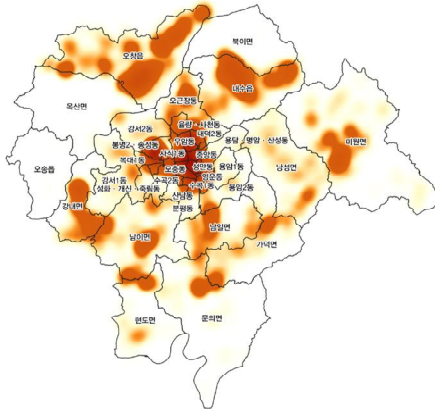 북이면
오창읍
내수읍
오근장동
옥산면
율량·사천동
강서2동
대덕2동
우암동
용담·명암·산성동
미원면
봉명2·송정동
사직1동
중앙동
오송읍
복대1동
성안동
용암1동
낭성면
모충동
영운동
강서1동
수곡2동
수곡1동
성화·개신·죽림동
용암2동
산남동
강내면
분평동
남일면
남이면
가덕면
현도면
문의면